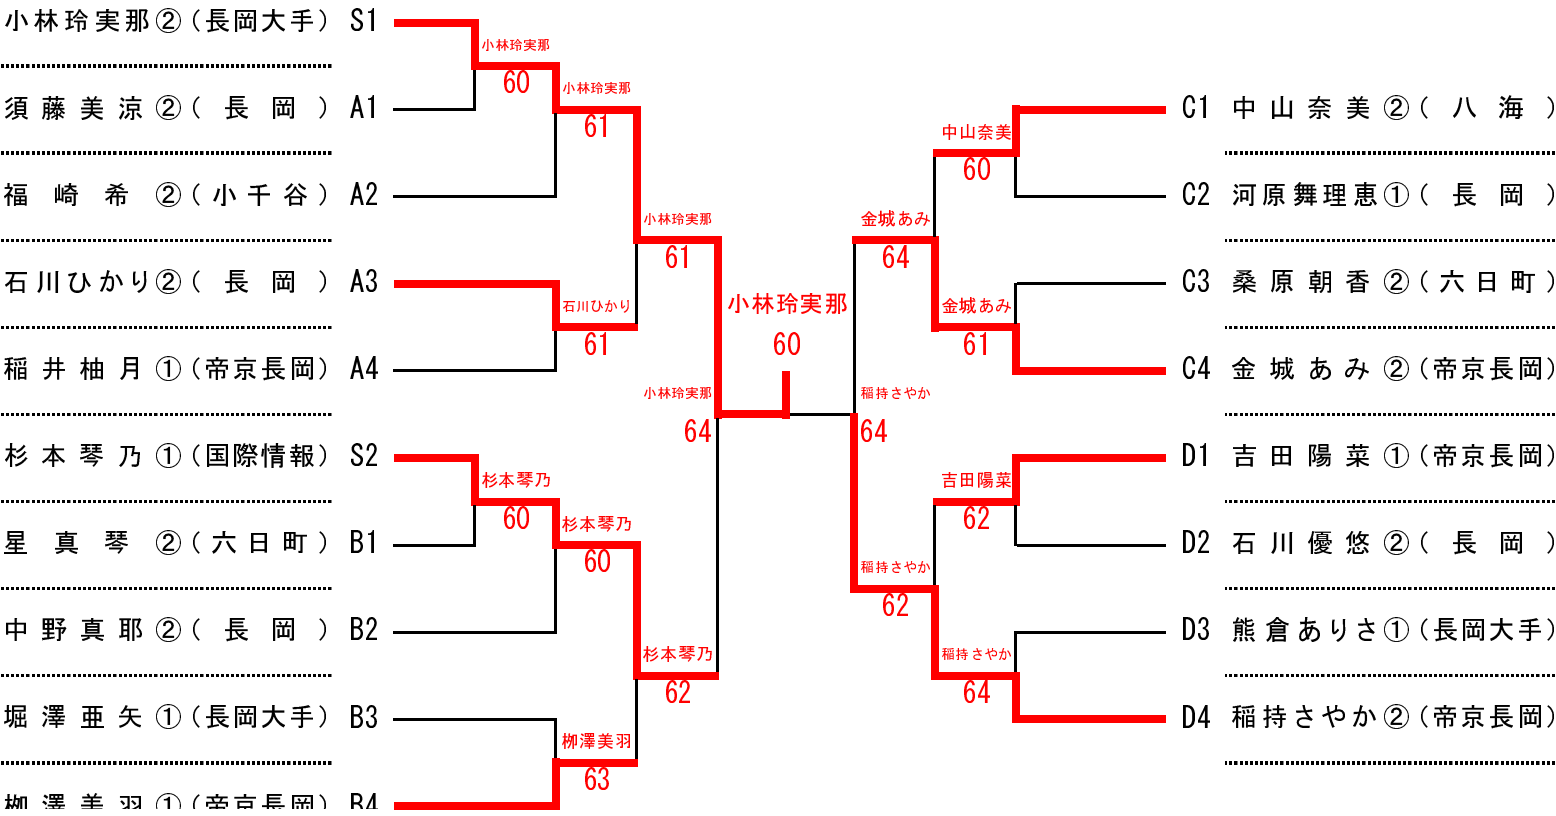 小林玲実那②(長岡大手) S1
小林玲実那
60
小林玲実那
61
須藤美涼②(長岡) A1
福崎希②(小千谷) A2
小林玲実那
61
石川ひかり②(長岡) A3
石川ひかり
61
稲井柚月①(帝京長岡) A4
小林玲実那
64
杉本琴乃①(国際情報) S2
杉本琴乃
60
杉本琴乃
60
星真琴②(六日町) B1
中野真耶②(長岡) B2
杉本琴乃
62
堀澤亜矢①(長岡大手) B3
栁澤美羽
63
栁澤美羽①(帝京長岡) B4
小林玲実那
60
C1 中山奈美②(八海)
中山奈美
60
C2 河原舞理恵①(長岡)
金城あみ
64
C3 桑原朝香②(六日町)
金城あみ
61
C4 金城あみ②(帝京長岡)
稲持さやか
64
D1 吉田陽菜①(帝京長岡)
吉田陽菜
62
D2 石川優悠②(長岡)
稲持さやか
62
D3 熊倉ありさ①(長岡大手)
稲持さやか
64
D4 稲持さやか②(帝京長岡)